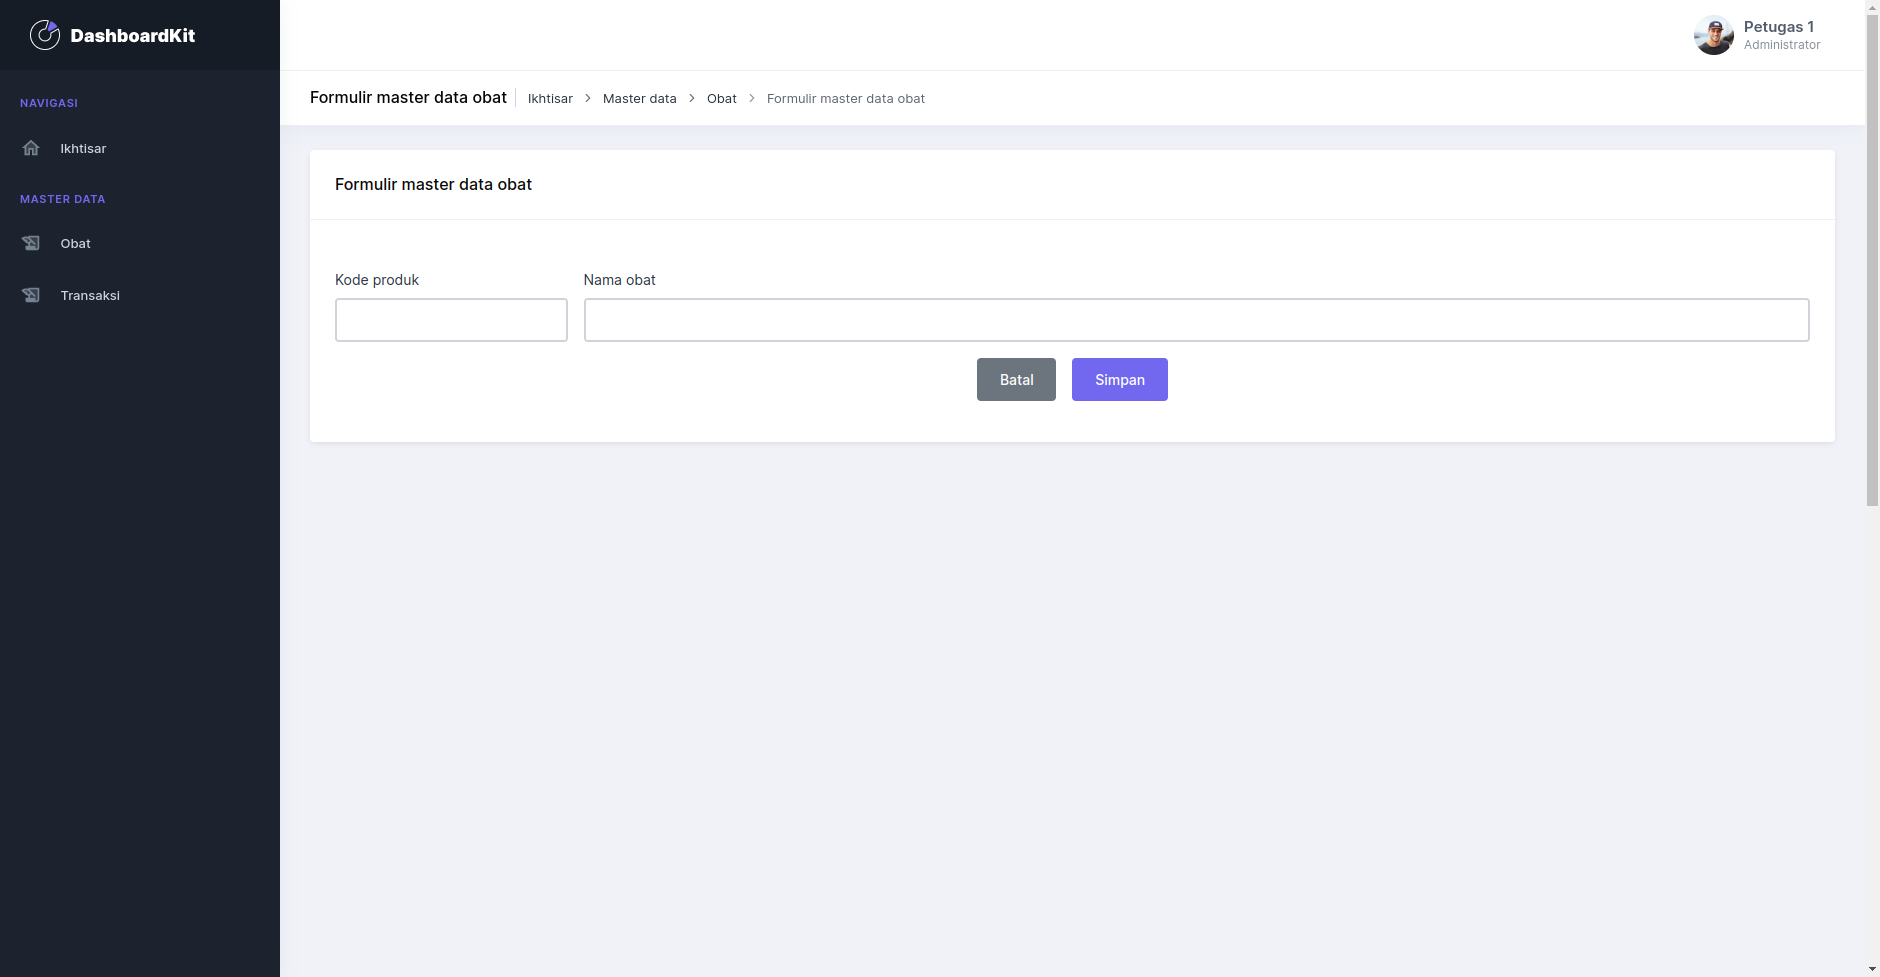 DashboardKit
Petugas 1
Administrator
NAVIGASI
Ikhtisar
MASTER DATA
Obat
Transaksi
Formulir master data obat
Ikhtisar > Master data > Obat > Formulir master data obat
Formulir master data obat
Kode produk
Nama obat
Batal
Simpan